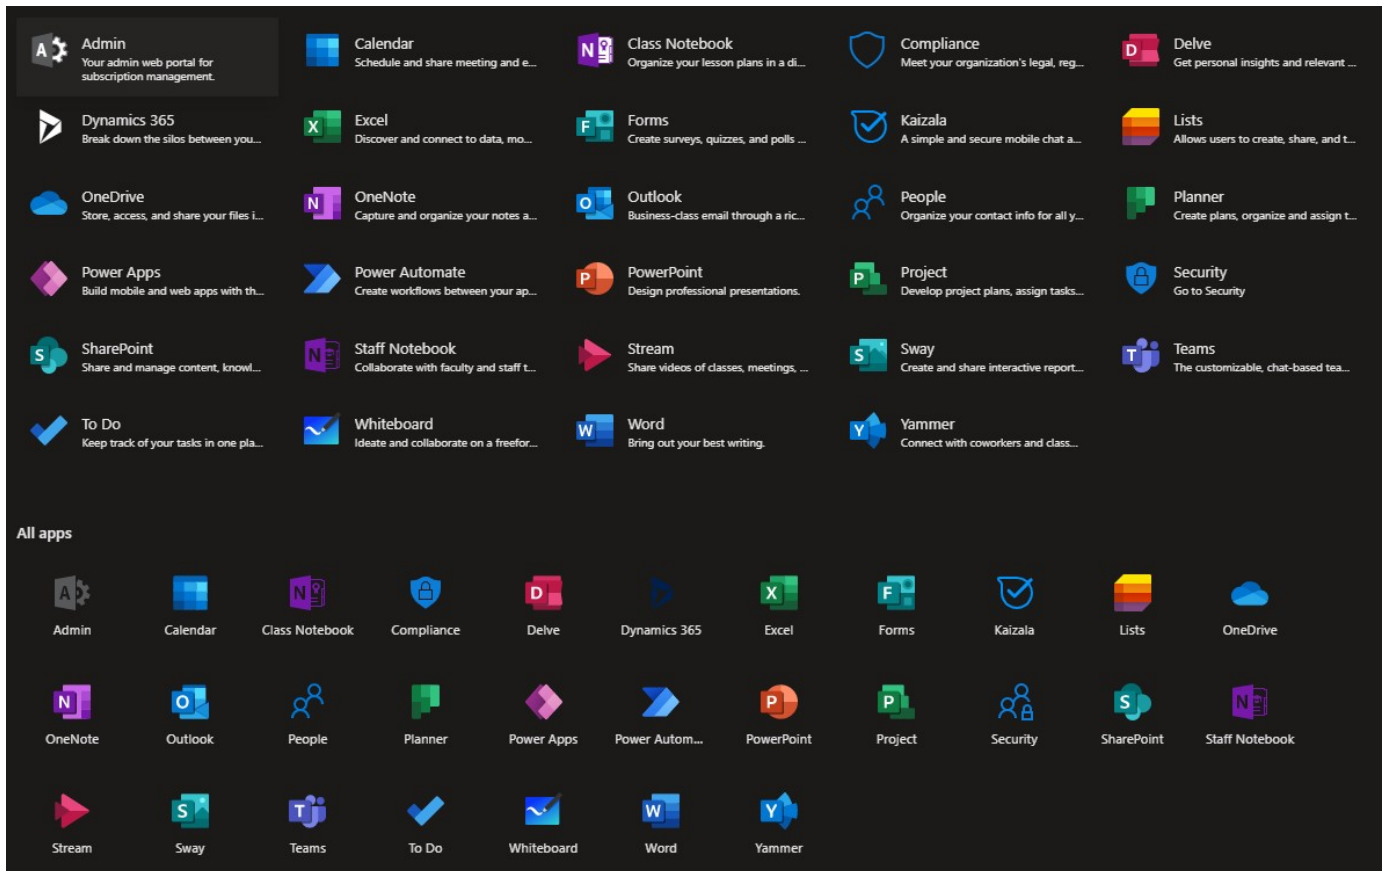 Admin
Your admin web portal for
subscription management.
Calendar
Schedule and share meeting and e...
Class Notebook
Organize your lesson plans in a di...
Compliance
Meet your organization's legal, reg...
Delve
Get personal insights and relevant ...
Dynamics 365
Break down the silos between you...
Excel
Discover and connect to data, mo...
Forms
Create surveys, quizzes, and polls ...
Kaizala
A simple and secure mobile chat a...
Lists
Allows users to create, share, and t...
OneDrive
Store, access, and share your files i...
OneNote
Capture and organize your notes a...
Outlook
Business-class email through a ric...
People
Organize your contact info for all y...
Planner
Create plans, organize and assign t...
Power Apps
Build mobile and web apps with th...
Power Automate
Create workflows between your ap...
PowerPoint
Design professional presentations.
Project
Develop project plans, assign tasks...
Security
Go to Security
SharePoint
Share and manage content, knowl...
Staff Notebook
Collaborate with faculty and staff t...
Stream
Share videos of classes, meetings, ...
Sway
Create and share interactive report...
Teams
The customizable, chat-based tea...
To Do
Keep track of your tasks in one pla...
Whiteboard
Ideate and collaborate on a freefor...
Word
Bring out your best writing.
Yammer
Connect with coworkers and class...
All apps
Admin
Calendar
Class Notebook
Compliance
Delve
Dynamics 365
Excel
Forms
Kaizala
Lists
OneDrive
OneNote
Outlook
People
Planner
Power Apps
Power Autom...
PowerPoint
Project
Security
SharePoint
Staff Notebook
Stream
Sway
Teams
To Do
Whiteboard
Word
Yammer